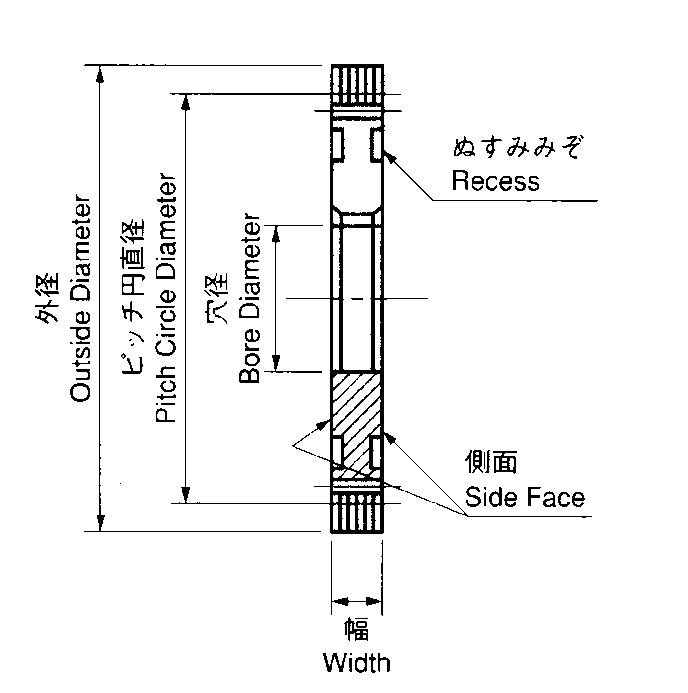 ぬすみみぞ
Recess
外径
Outside Diameter
ピッチ円直径
Pitch Circle Diameter
穴径
Bore Diameter
側面
Side Face
幅
Width